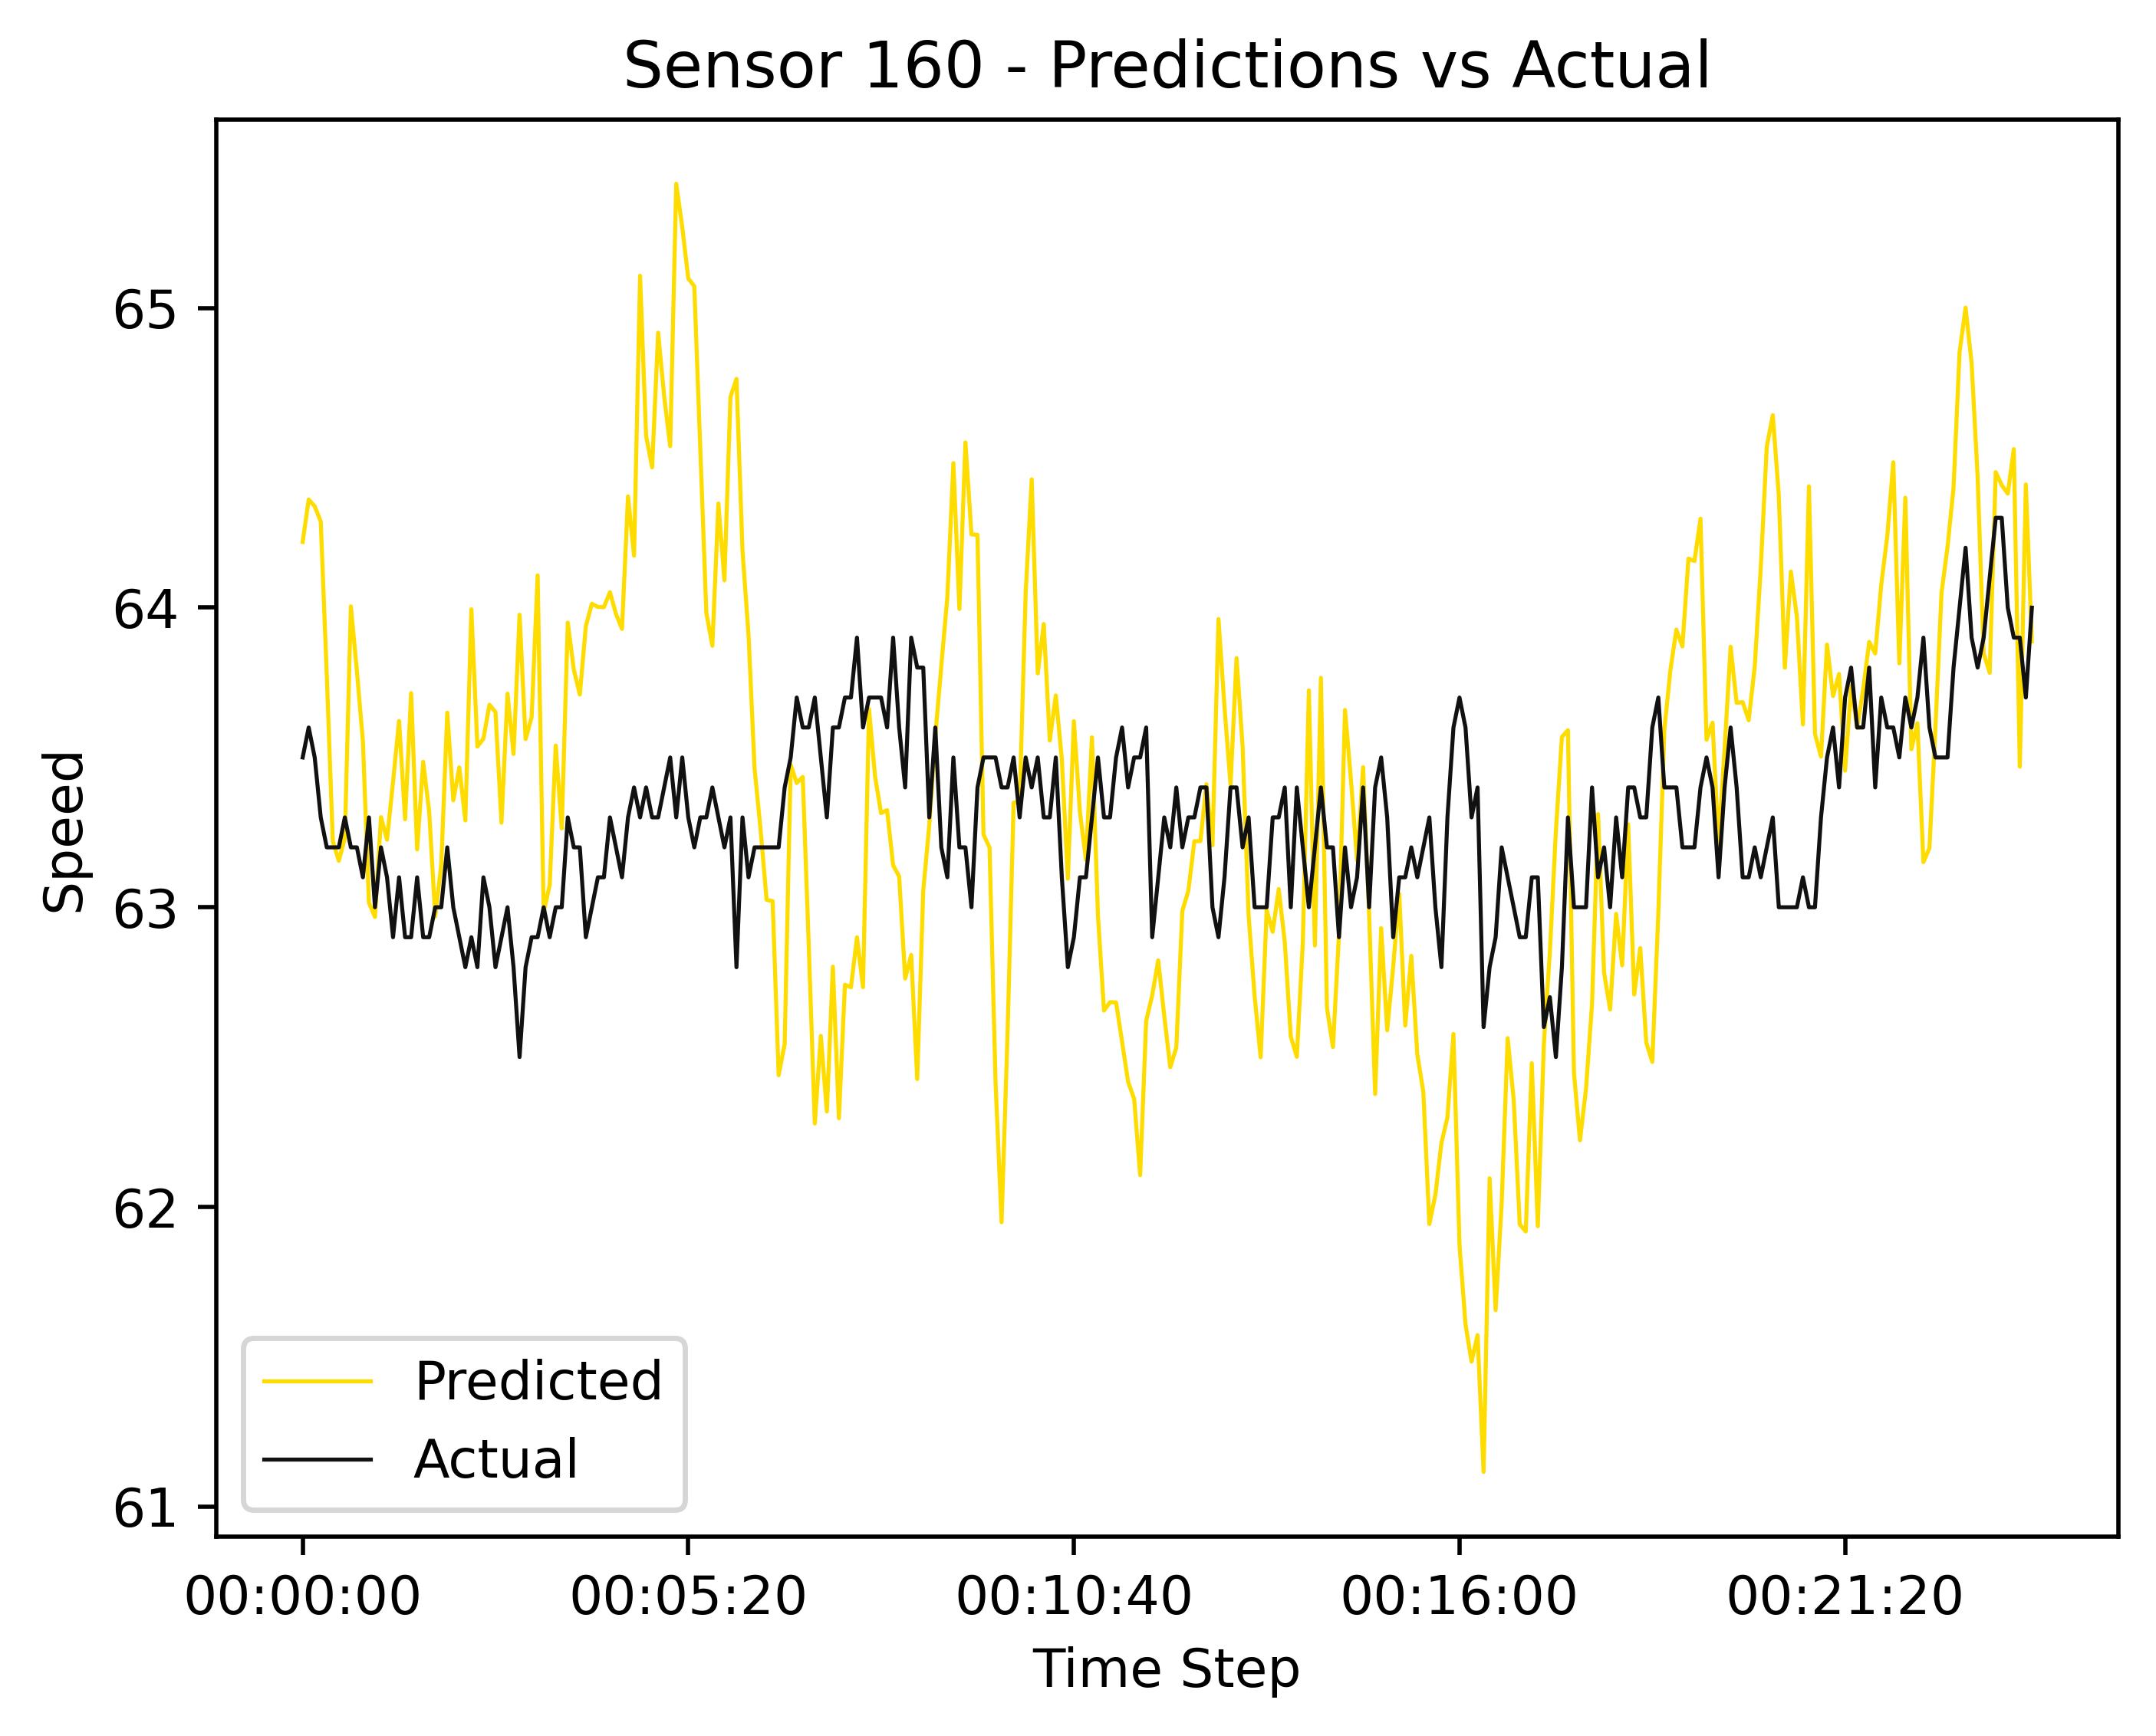 Sensor 160 - Predictions vs Actual
Speed
65
64
63
62
61
Predicted
Actual
00:00:00
00:05:20
00:10:40
00:16:00
00:21:20
Time Step